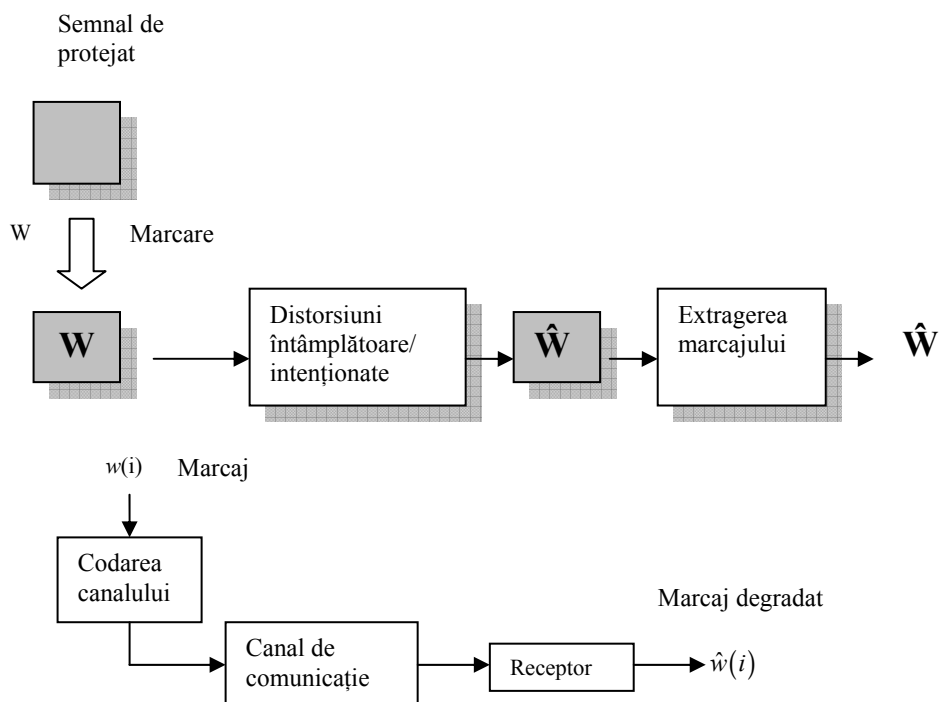 Semnal de
protejat
W Marcare
W
Distorsiuni
întâmplătoare/
intenționate
Ŵ
Extragerea
marcajului
Ŵ
w(i) Marcaj
Codarea
canalului
Marcaj degradat
Canal de
comunicație
Receptor
ŵ(i)